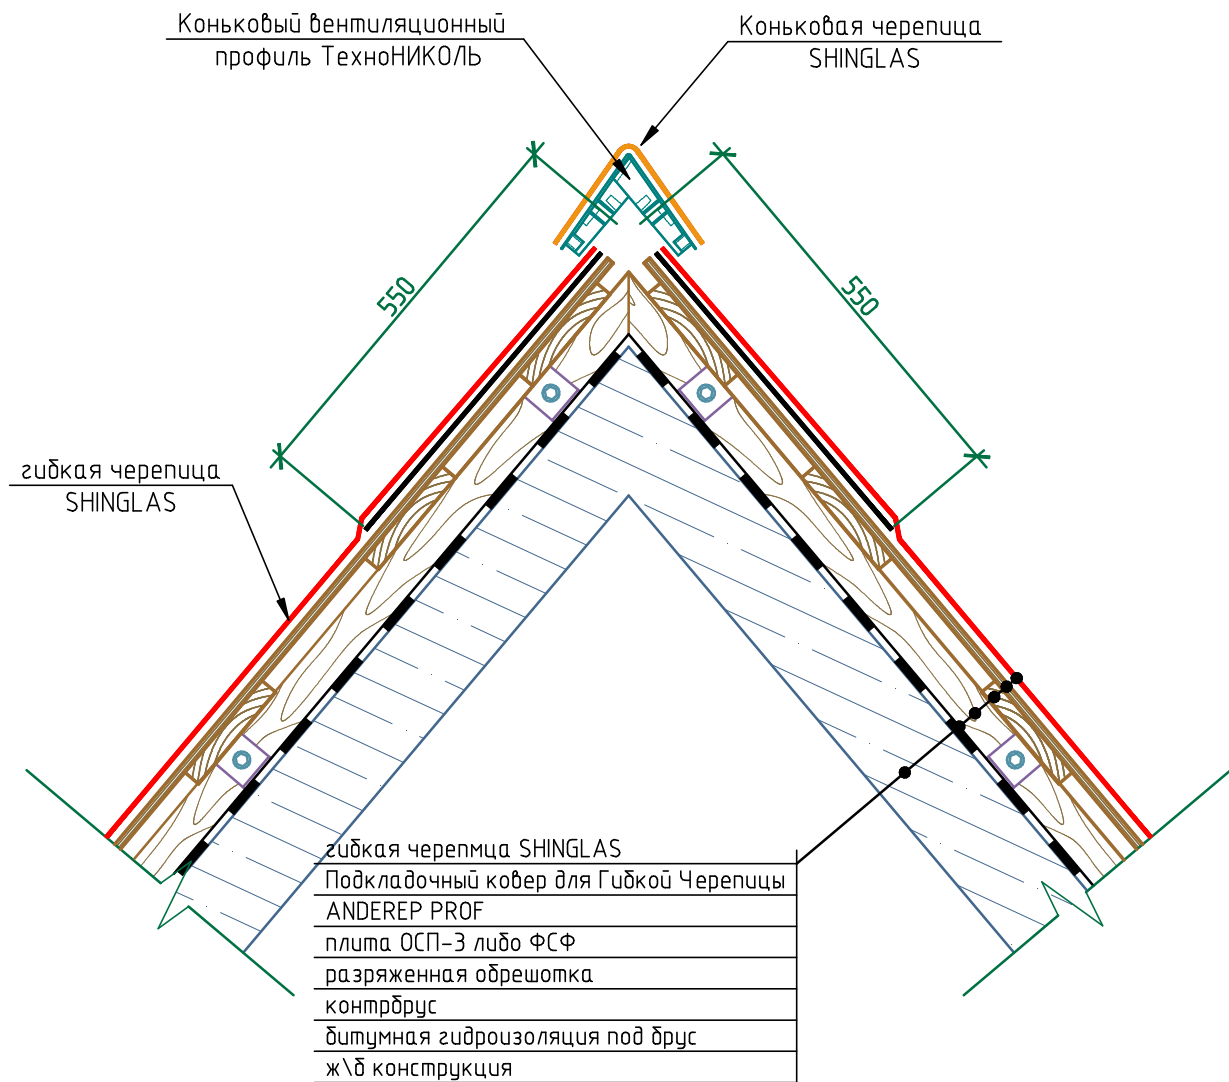 Коньковый вентиляционный
профиль ТехноНИКОЛЬ
Коньковая черепица
SHINGLAS
550
550
гибкая черепица
SHINGLAS
гибкая черепмца SHINGLAS
Подкладочный ковер для Гибкой Черепицы
ANDEREP PROF
плита ОСП-3 либо ФСФ
разряженная обрешотка
контрбрус
битумная гидроизоляция под брус
ж\б конструкция